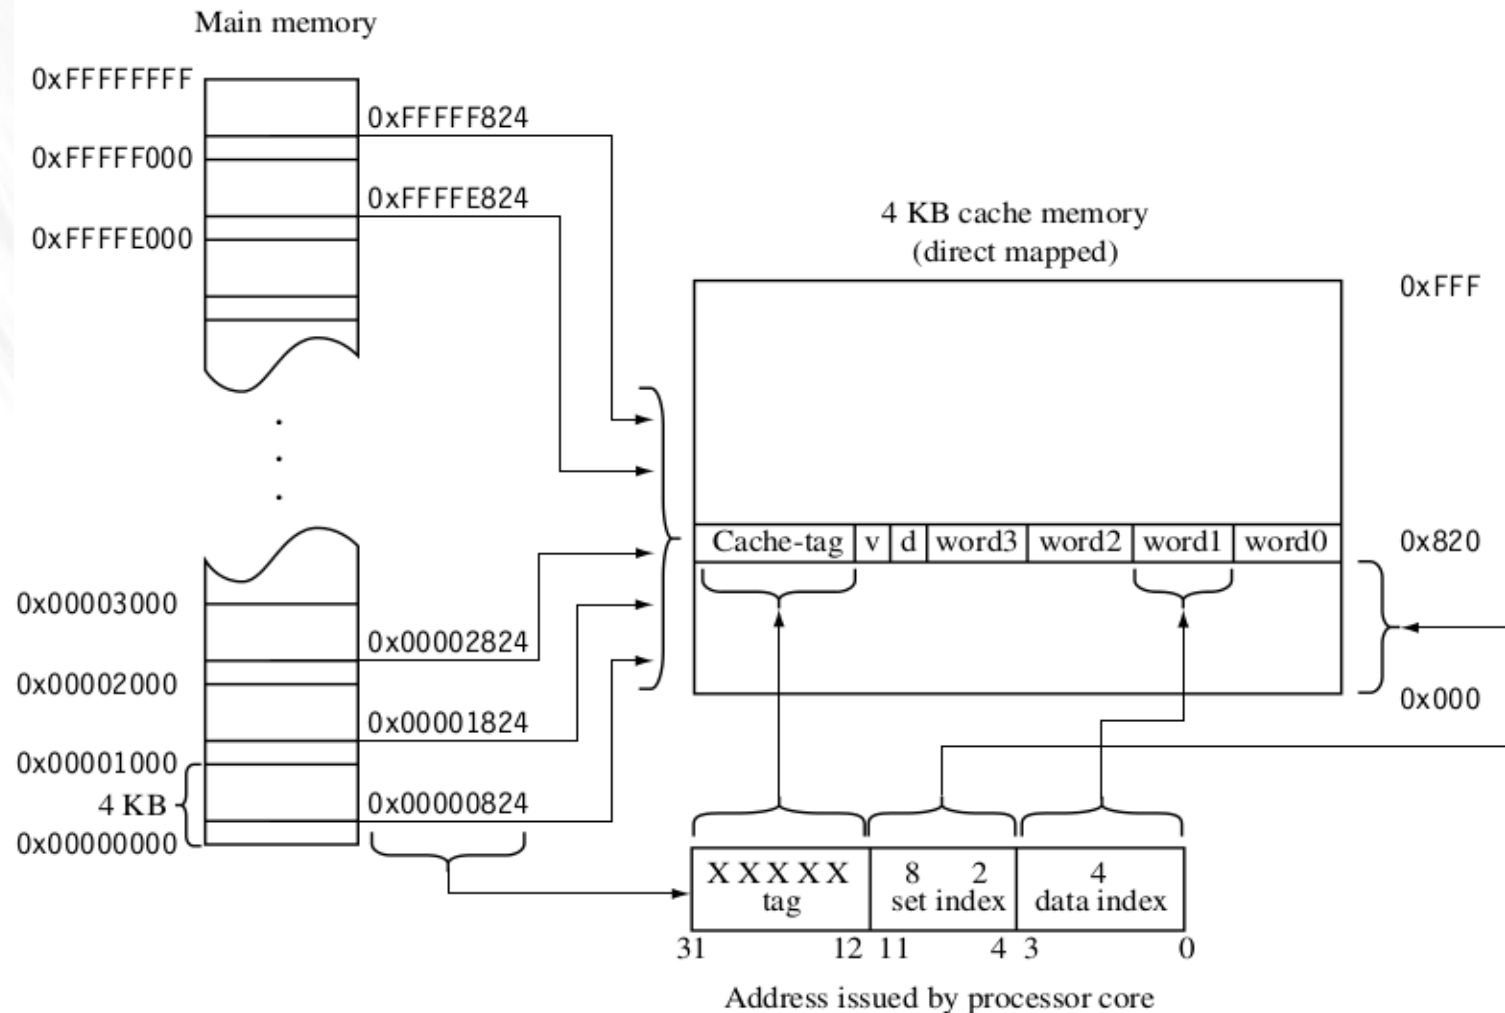 Main memory
0xFFFFFFFF
0xFFFFF824
0xFFFFF000
0xFFFFE824
0xFFFFE000
4 KB cache memory
(direct mapped)
0xFFF
Cache-tag v d word3 word2 word1 word0
0x820
0x00003000
0x00002824
0x00002000
0x000
0x00001824
0x00001000
4 KB
0x00000824
0x00000000
X X X X X 8 2 4
tag set index data index
31 12 11 4 3 0
Address issued by processor core